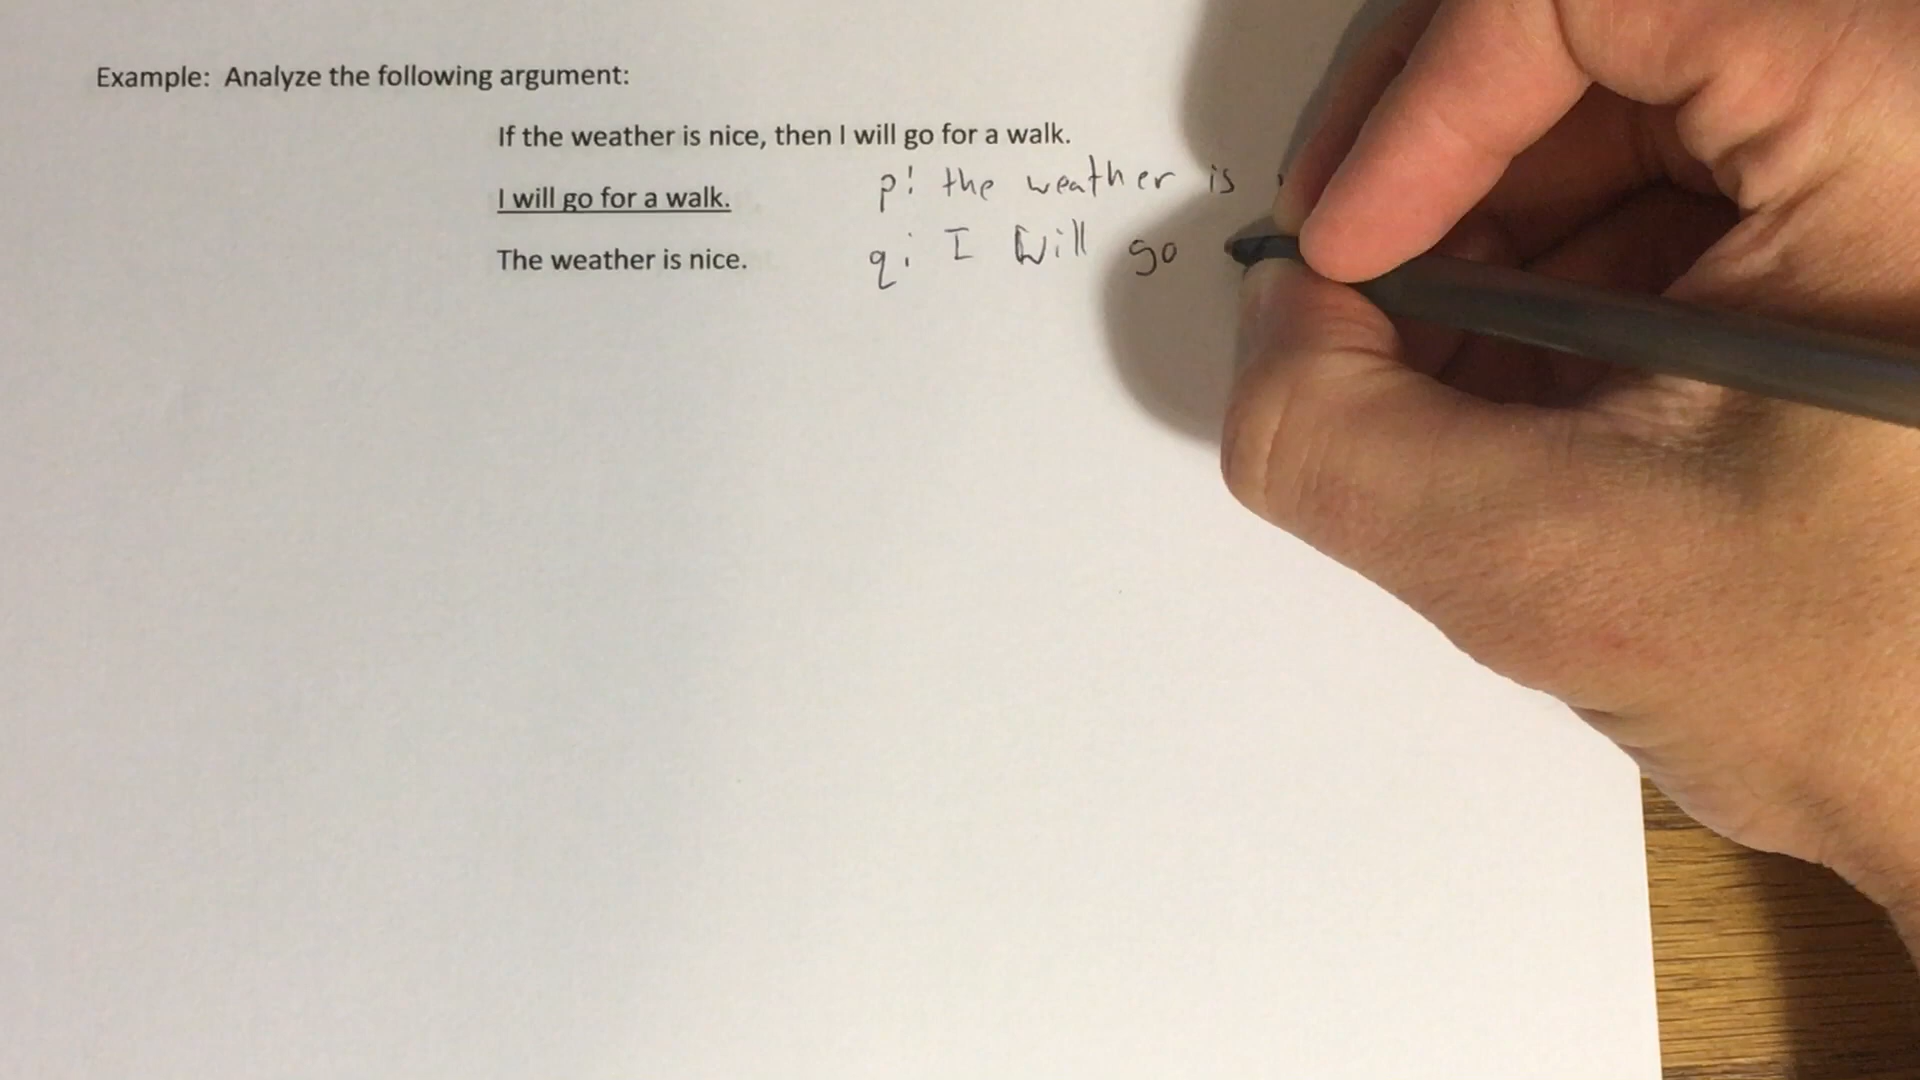 Example: Analyze the following argument:
If the weather is nice, then I will go for a walk.
I will go for a walk.
The weather is nice.
p: the weather is
q: I will go